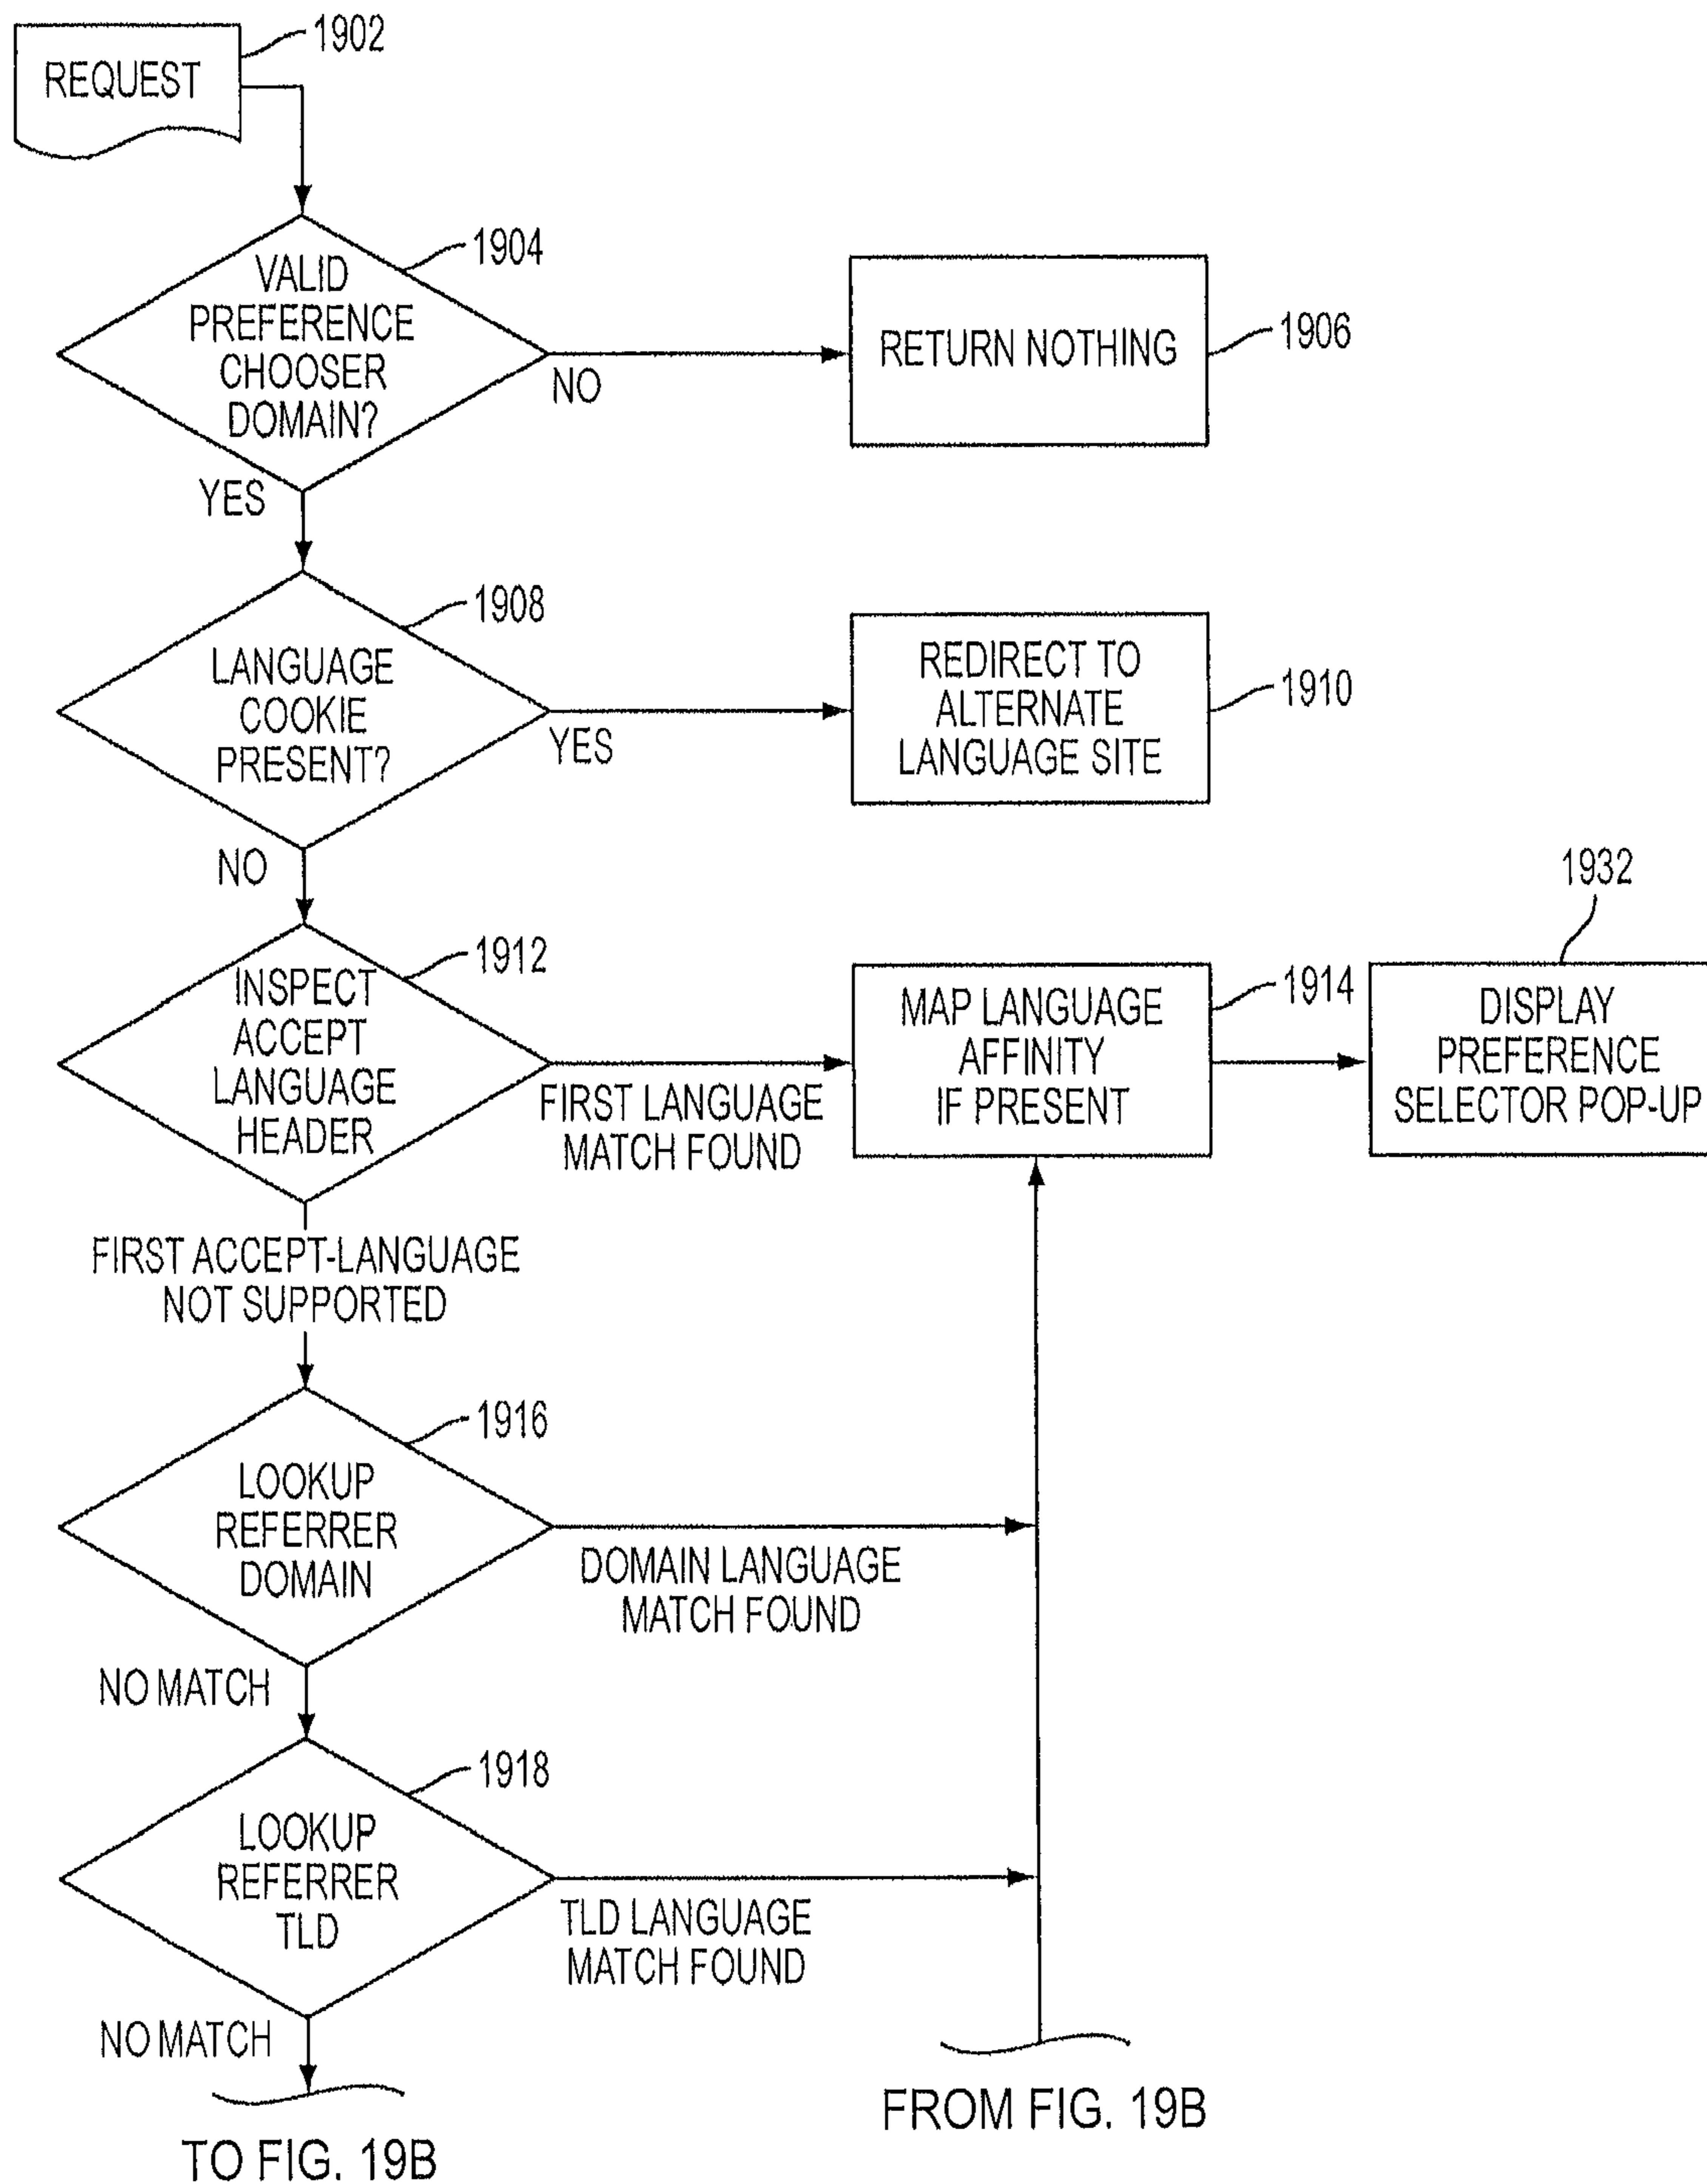 1902
REQUEST
1904
VALID
PREFERENCE
CHOOSER
DOMAIN?
NO
RETURN NOTHING
1906
YES
1908
LANGUAGE
COOKIE
PRESENT?
YES
REDIRECT TO
ALTERNATE
LANGUAGE SITE
1910
NO
1912
INSPECT
ACCEPT
LANGUAGE
HEADER
FIRST LANGUAGE
MATCH FOUND
MAP LANGUAGE
AFFINITY
IF PRESENT
1914
1932
DISPLAY
PREFERENCE
SELECTOR POP-UP
FIRST ACCEPT-LANGUAGE
NOT SUPPORTED
1916
LOOKUP
REFERRER
DOMAIN
DOMAIN LANGUAGE
MATCH FOUND
NO MATCH
1918
LOOKUP
REFERRER
TLD
TLD LANGUAGE
MATCH FOUND
NO MATCH
TO FIG. 19B
FROM FIG. 19B